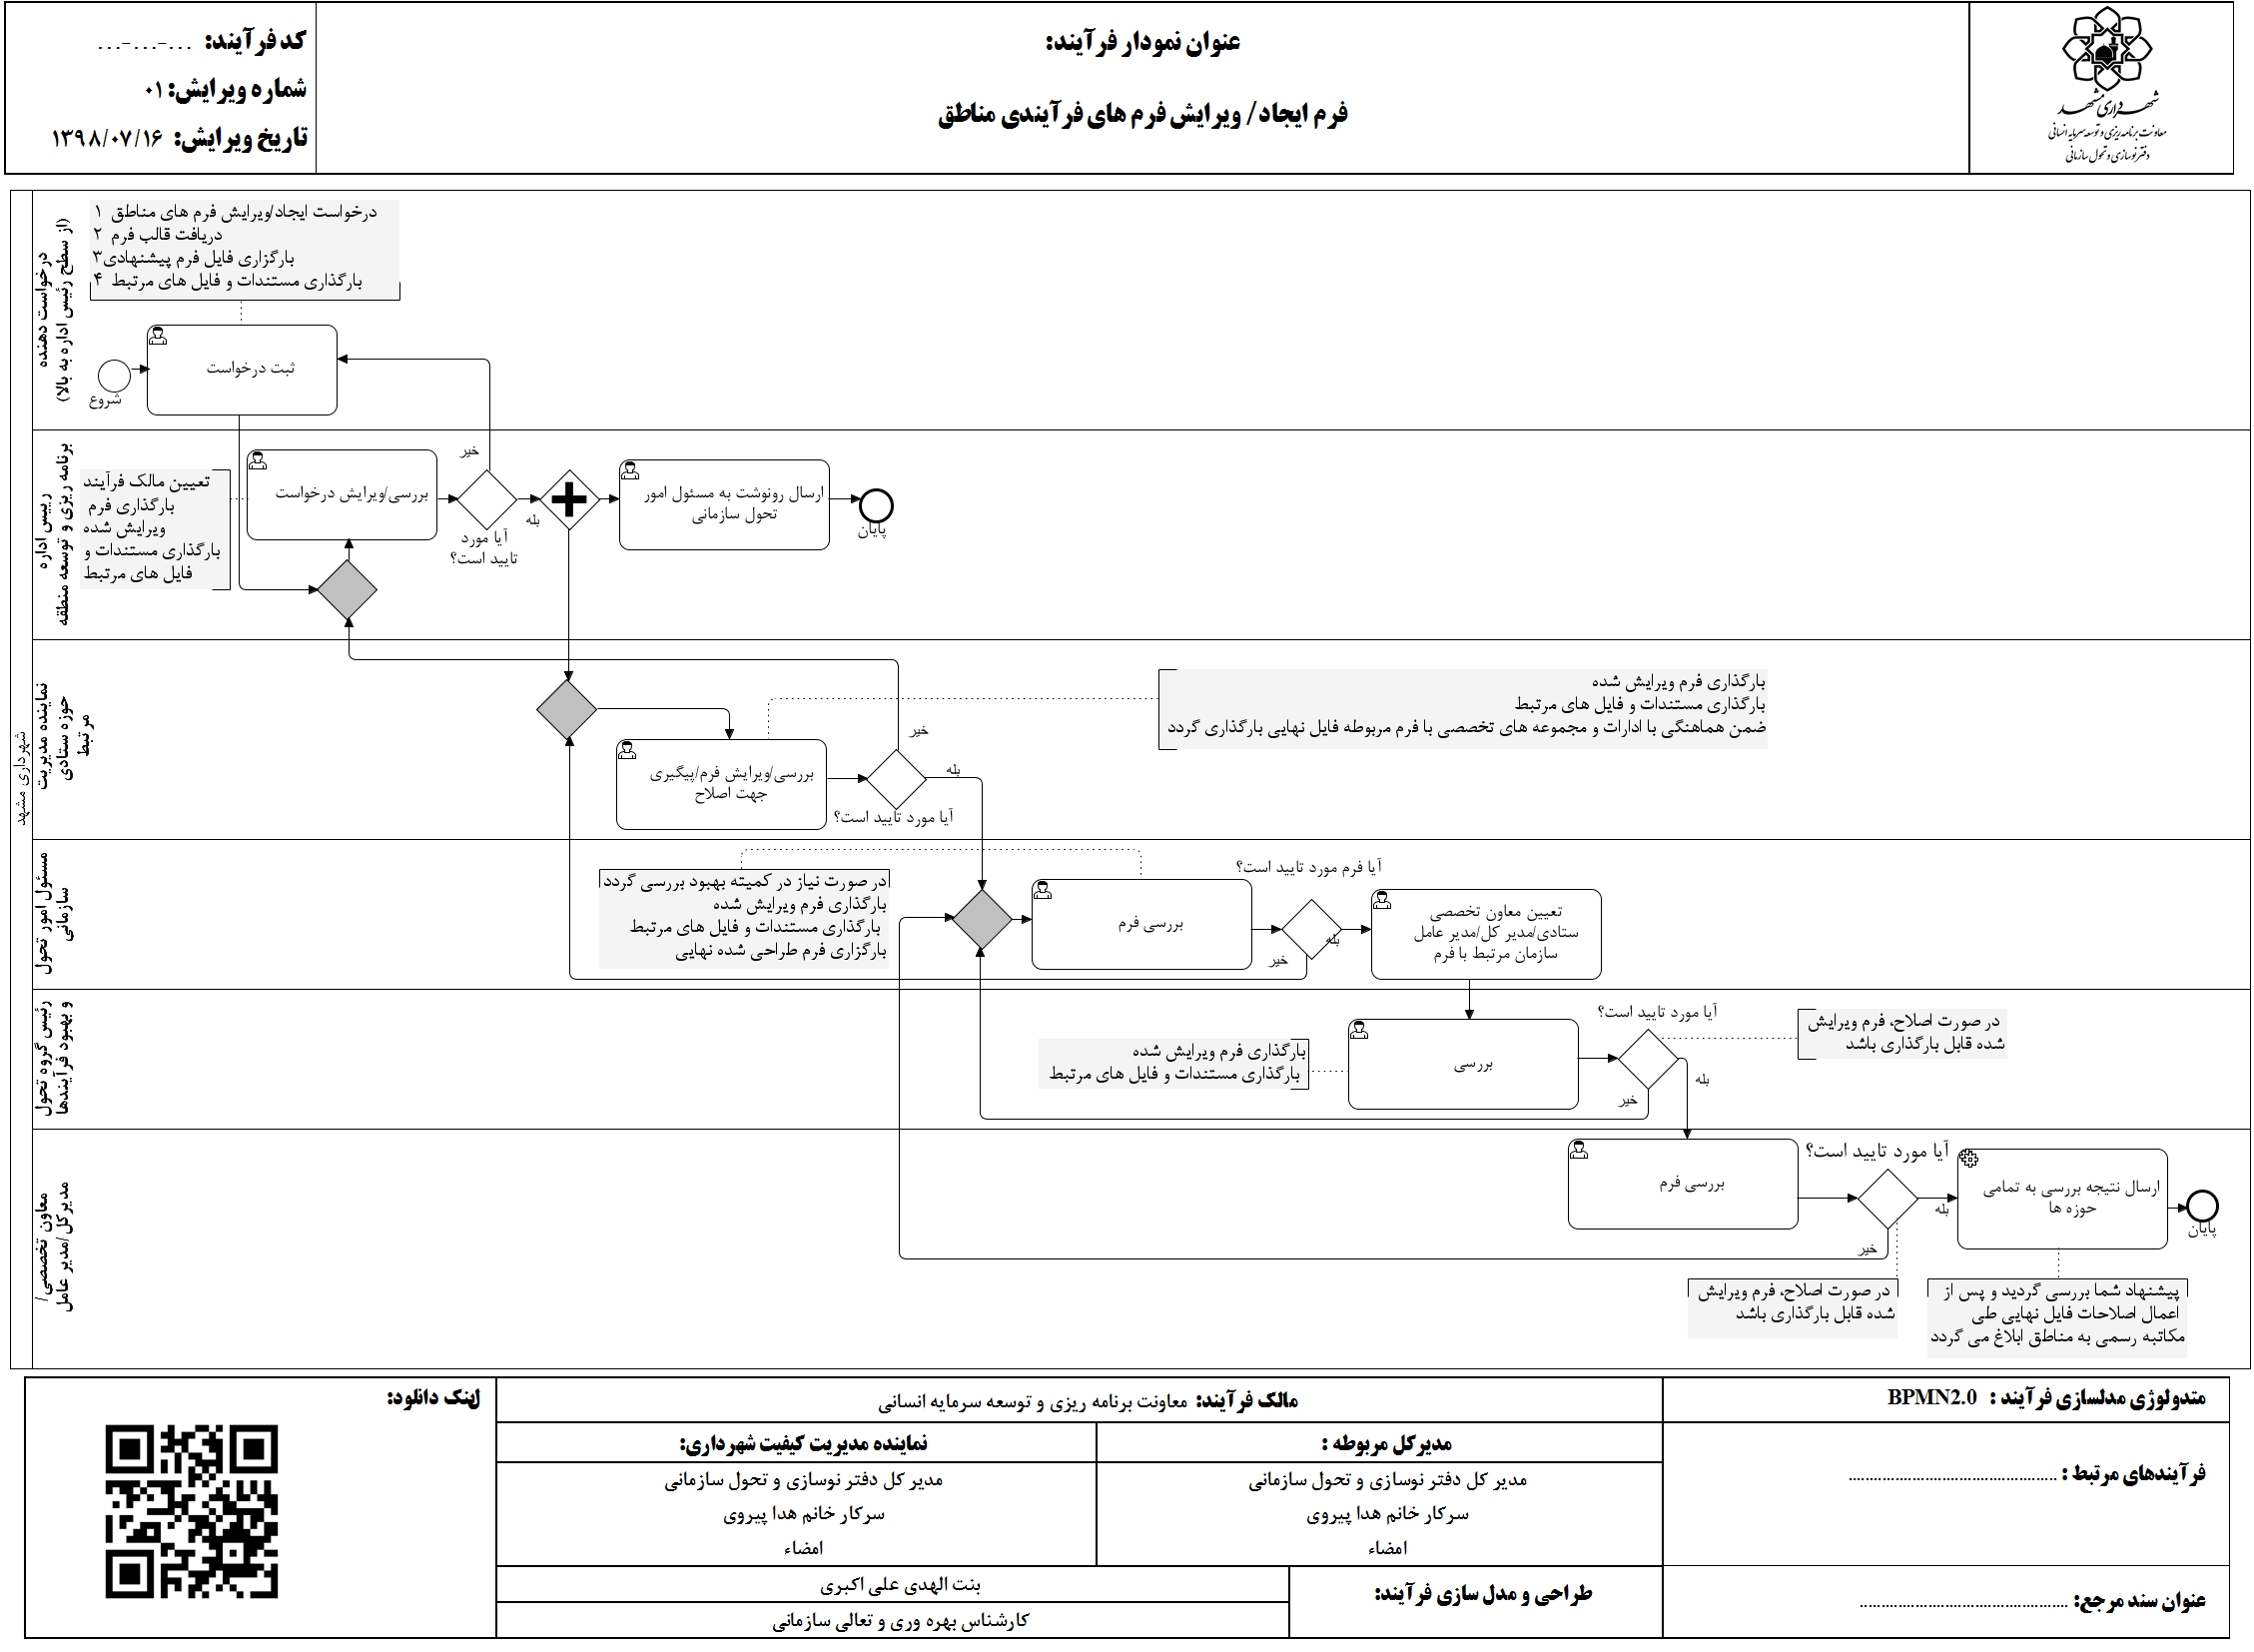 شهرداری مشهد
معاونت برنامه ریزی و توسعه سرمایه انسانی
دفتر نوسازی و تحول سازمانی
عنوان نمودار فرآیند:
فرم ایجاد/ ویرایش فرم های فرآیندی مناطق
کد فرآیند: ...-...-...
شماره ویرایش: ۰۱
تاریخ ویرایش: ۱۳۹۸/۰۷/۱۶
شهرداری مشهد
درخواست دهنده
(از سطح رئیس اداره به بالا)
۱ درخواست ایجاد/ویرایش فرم های مناطق
۲ دریافت قالب فرم
۳بارگزاری فایل فرم پیشنهادی
۴ بارگذاری مستندات و فایل های مرتبط
شروع
ثبت درخواست
رییس اداره
برنامه ریزی و توسعه منطقه
تعیین مالک فرآیند
بارگذاری فرم
ویرایش شده
بارگذاری مستندات و
فایل های مرتبط
بررسی/ویرایش درخواست
خیر
آیا مورد
تایید است؟
بله
ارسال رونوشت به مسئول امور
تحول سازمانی
پایان
نماینده مدیریت
حوزه ستادی
مرتبط
بارگذاری فرم ویرایش شده
بارگذاری مستندات و فایل های مرتبط
ضمن هماهنگی با ادارات و مجموعه های تخصصی با فرم مربوطه فایل نهایی بارگذاری گردد
بررسی/ویرایش فرم/پیگیری
جهت اصلاح
خیر
بله
آیا مورد تایید است؟
مسئول امور تحول
سازمانی
در صورت نیاز در کمیته بهبود بررسی گردد
بارگذاری فرم ویرایش شده
بارگذاری مستندات و فایل های مرتبط
بارگزاری فرم طراحی شده نهایی
بررسی فرم
آیا فرم مورد تایید است؟
بله
خیر
تعیین معاون تخصصی
ستادی/مدیر کل/مدیر عامل
سازمان مرتبط با فرم
رئیس گروه تحول
و بهبود فرآیندها
بارگذاری فرم ویرایش شده
بارگذاری مستندات و فایل های مرتبط
بررسی
آیا مورد تایید است؟
بله
خیر
در صورت اصلاح، فرم ویرایش
شده قابل بارگذاری باشد
معاون تخصصی/
مدیرکل/مدیر عامل
بررسی فرم
آیا مورد تایید است؟
بله
خیر
ارسال نتیجه بررسی به تمامی
حوزه ها
پایان
در صورت اصلاح، فرم ویرایش
شده قابل بارگذاری باشد
پیشنهاد شما بررسی گردید و پس از
اعمال اصلاحات فایل نهایی طی
مکاتبه رسمی به مناطق ابلاغ می گردد
متدولوژی مدلسازی فرآیند : BPMN2.0
فرآیندهای مرتبط : ................................................
عنوان سند مرجع: ................................................
مالک فرآیند: معاونت برنامه ریزی و توسعه سرمایه انسانی
مدیرکل مربوطه :
مدیر کل دفتر نوسازی و تحول سازمانی
سرکار خانم هدا پیروی
امضاء
نماینده مدیریت کیفیت شهرداری:
مدیر کل دفتر نوسازی و تحول سازمانی
سرکار خانم هدا پیروی
امضاء
طراحی و مدل سازی فرآیند:
بنت الهدی علی اکبری
کارشناس بهره وری و تعالی سازمانی
لینک دانلود: